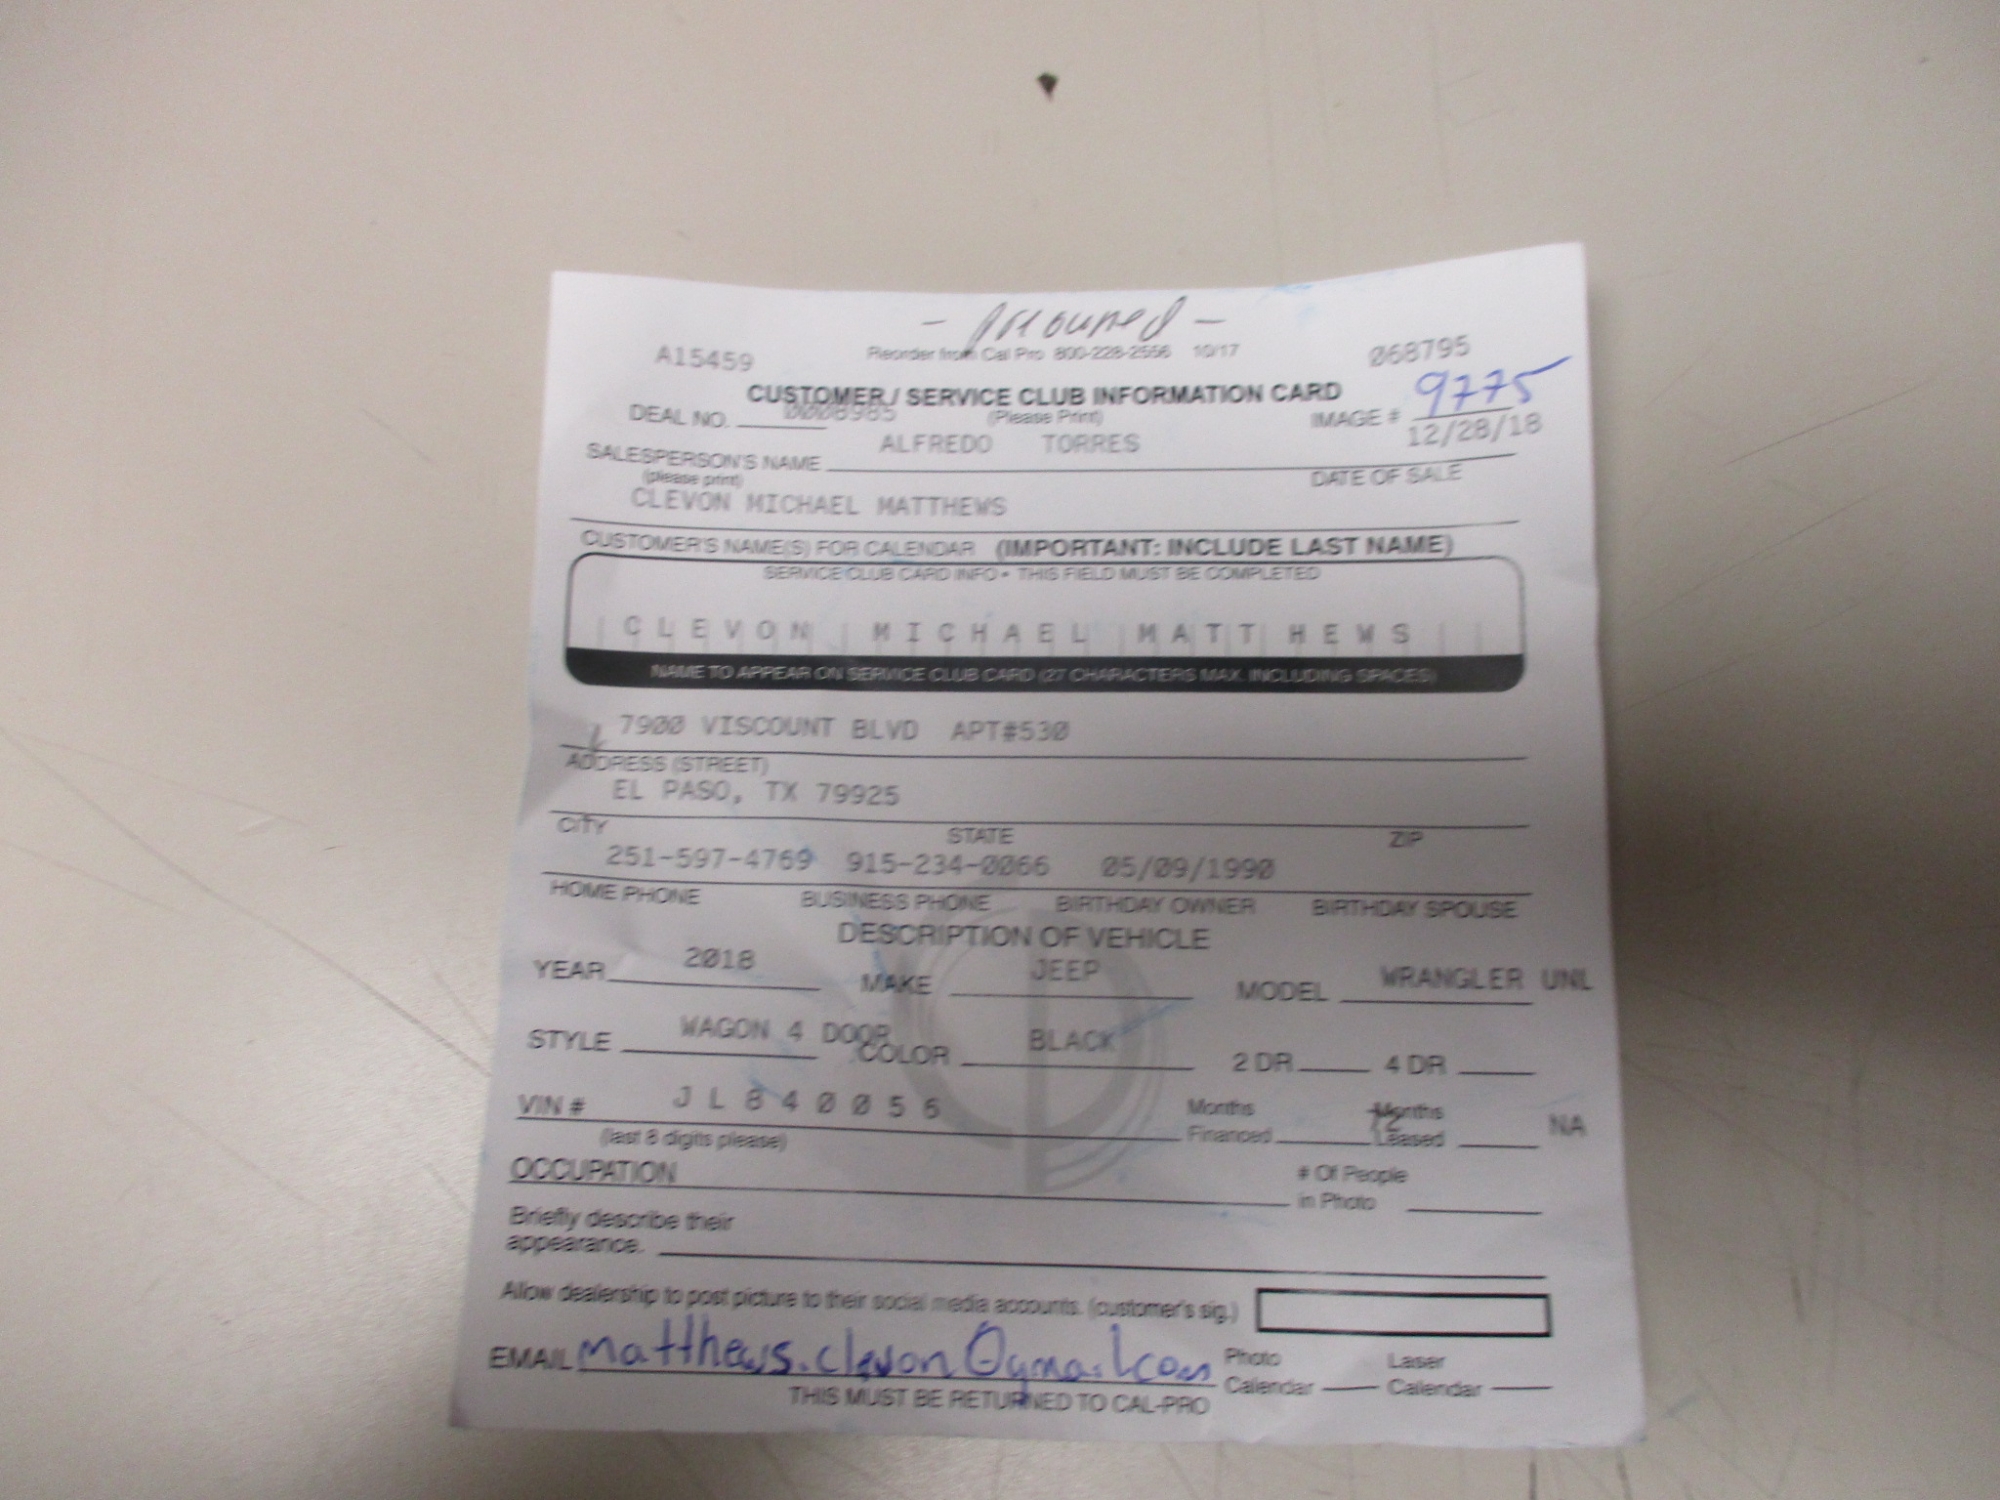 - preowned -
A15459 Reorder from Cal Pro 800-228-2556 10/17 068795
CUSTOMER / SERVICE CLUB INFORMATION CARD
DEAL NO. 0008985 (Please Print) IMAGE # 9775
ALFREDO TORRES 12/28/18
SALESPERSON'S NAME DATE OF SALE
(please print)
CLEVON MICHAEL MATTHEWS
CUSTOMER'S NAME(S) FOR CALENDAR (IMPORTANT: INCLUDE LAST NAME)
SERVICE CLUB CARD INFO • THIS FIELD MUST BE COMPLETED
CLEVON MICHAEL MATTHEWS
NAME TO APPEAR ON SERVICE CLUB CARD (27 CHARACTERS MAX. INCLUDING SPACES)
7900 VISCOUNT BLVD APT#530
ADDRESS (STREET)
EL PASO, TX 79925
CITY STATE ZIP
251-597-4769 915-234-0066 05/09/1990
HOME PHONE BUSINESS PHONE BIRTHDAY OWNER BIRTHDAY SPOUSE
DESCRIPTION OF VEHICLE
YEAR 2018 MAKE JEEP MODEL WRANGLER UNL
STYLE WAGON 4 DOOR COLOR BLACK 2 DR 4 DR
VIN # JL840056 Months Financed 72 Months Leased NA
(last 8 digits please)
OCCUPATION # Of People in Photo
Briefly describe their
appearance.
Allow dealership to post picture to their social media accounts. (customer's sig.)
EMAIL matthews.clevon@gmail.com Photo Calendar Laser Calendar
THIS MUST BE RETURNED TO CAL-PRO